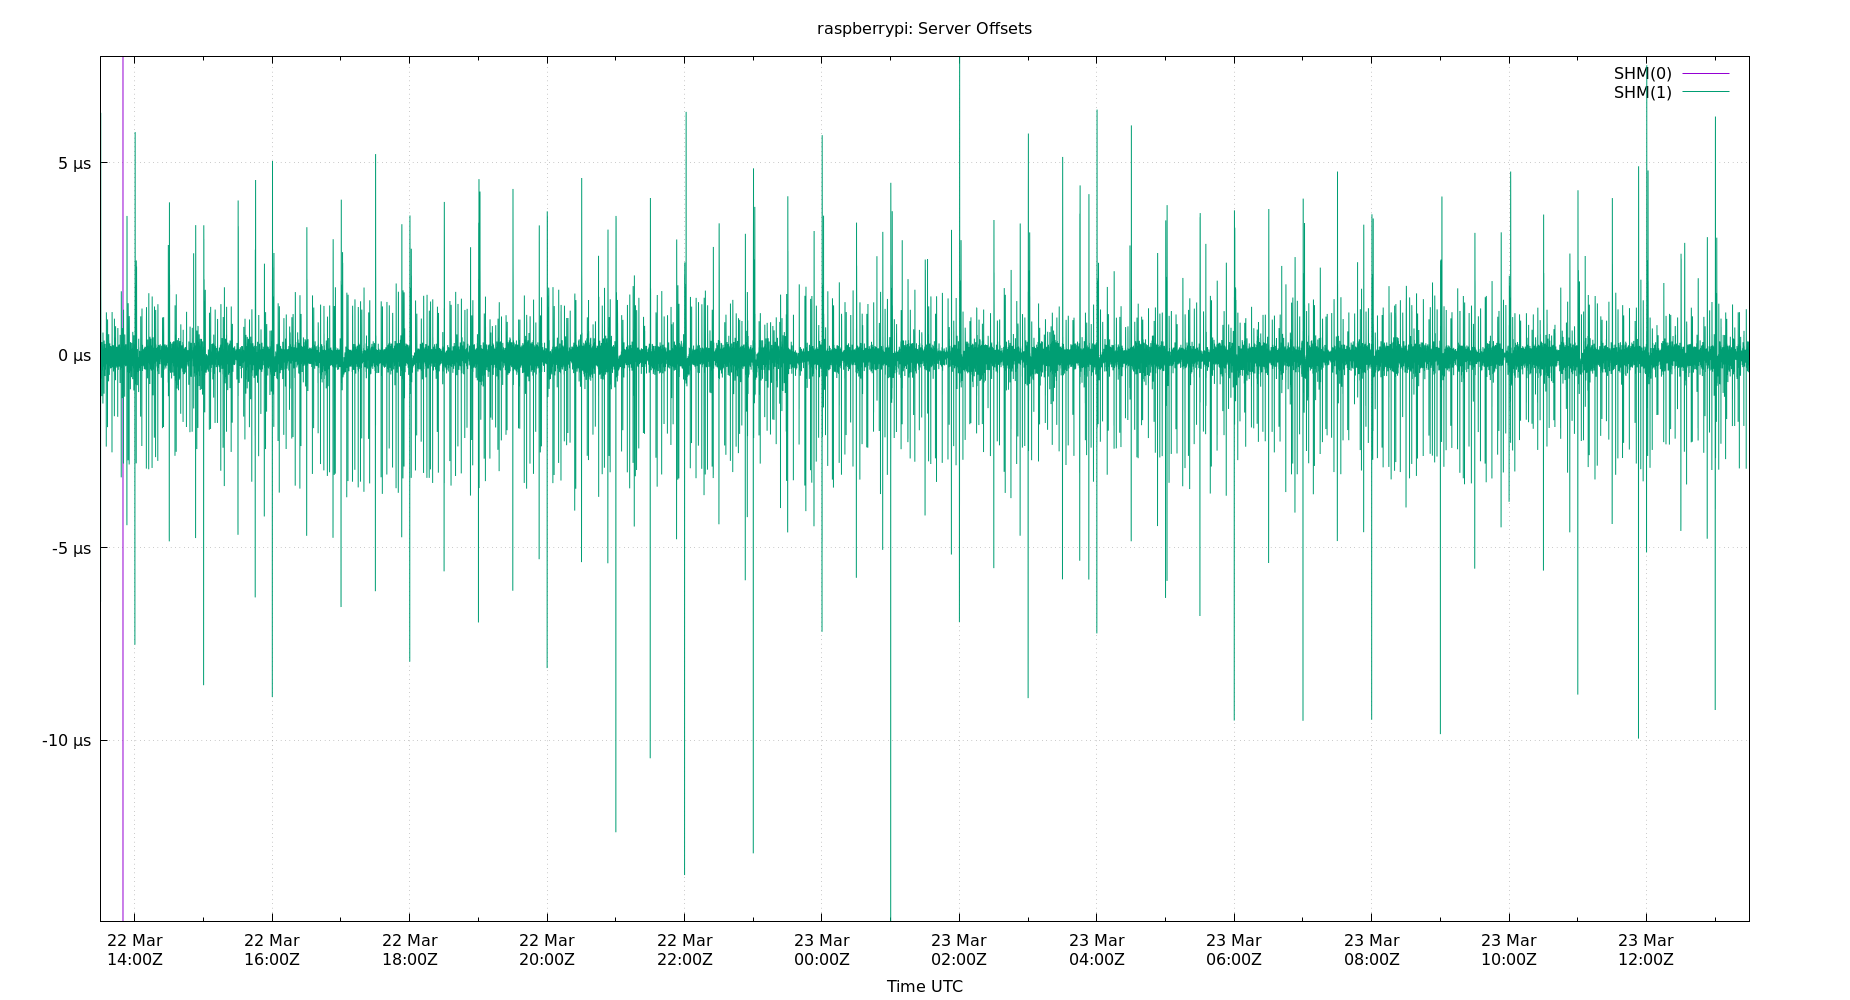 raspberrypi: Server Offsets
SHM(0)
SHM(1)
5 µs
0 µs
-5 µs
-10 µs
22 Mar 22 Mar 22 Mar 22 Mar 22 Mar 23 Mar 23 Mar 23 Mar 23 Mar 23 Mar 23 Mar 23 Mar
14:00Z 16:00Z 18:00Z 20:00Z 22:00Z 00:00Z 02:00Z 04:00Z 06:00Z 08:00Z 10:00Z 12:00Z
Time UTC